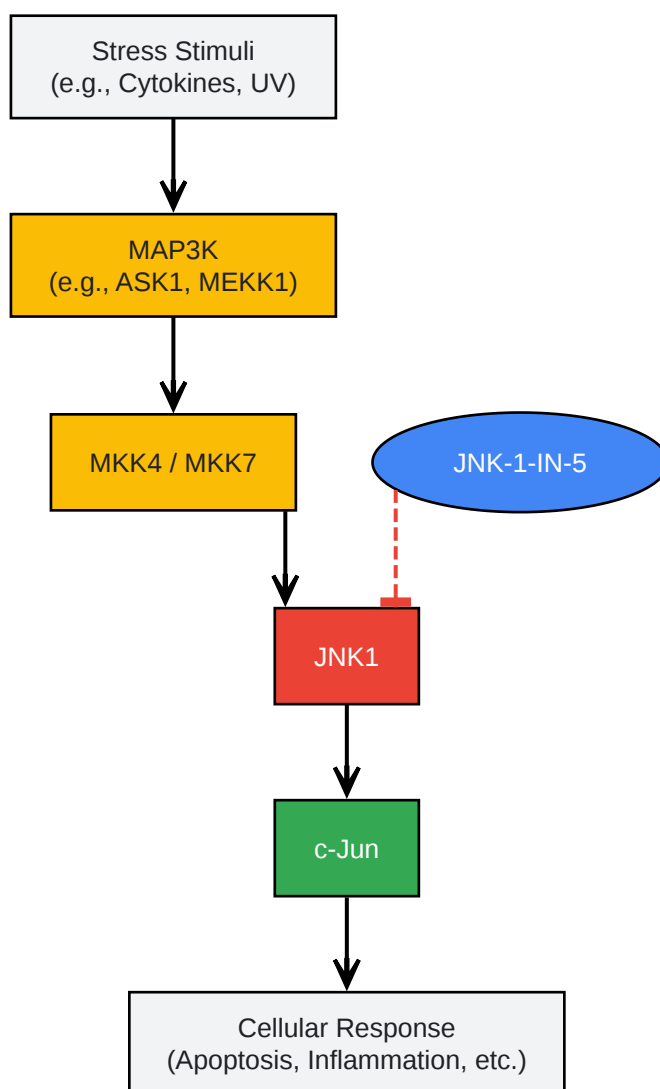 Stress Stimuli
(e.g., Cytokines, UV)
MAP3K
(e.g., ASK1, MEKK1)
MKK4 / MKK7
JNK-1-IN-5
JNK1
c-Jun
Cellular Response
(Apoptosis, Inflammation, etc.)